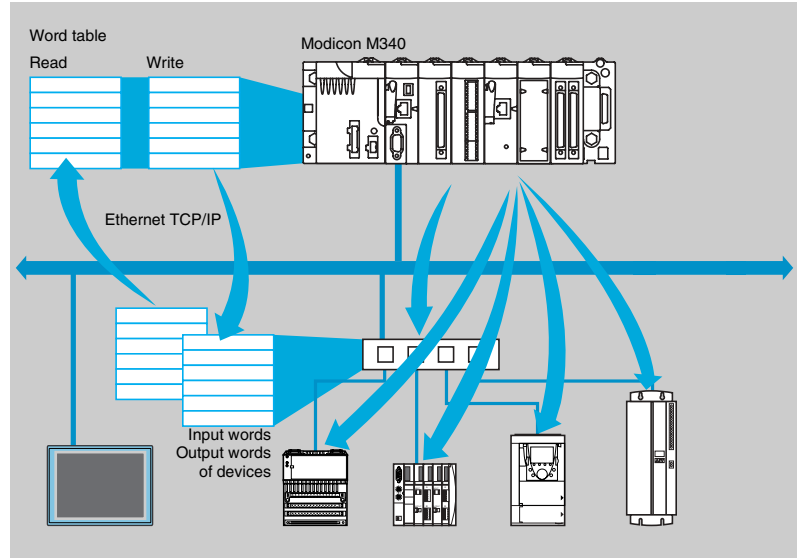 Word table
Read Write
Modicon M340
Ethernet TCP/IP
Input words
Output words
of devices